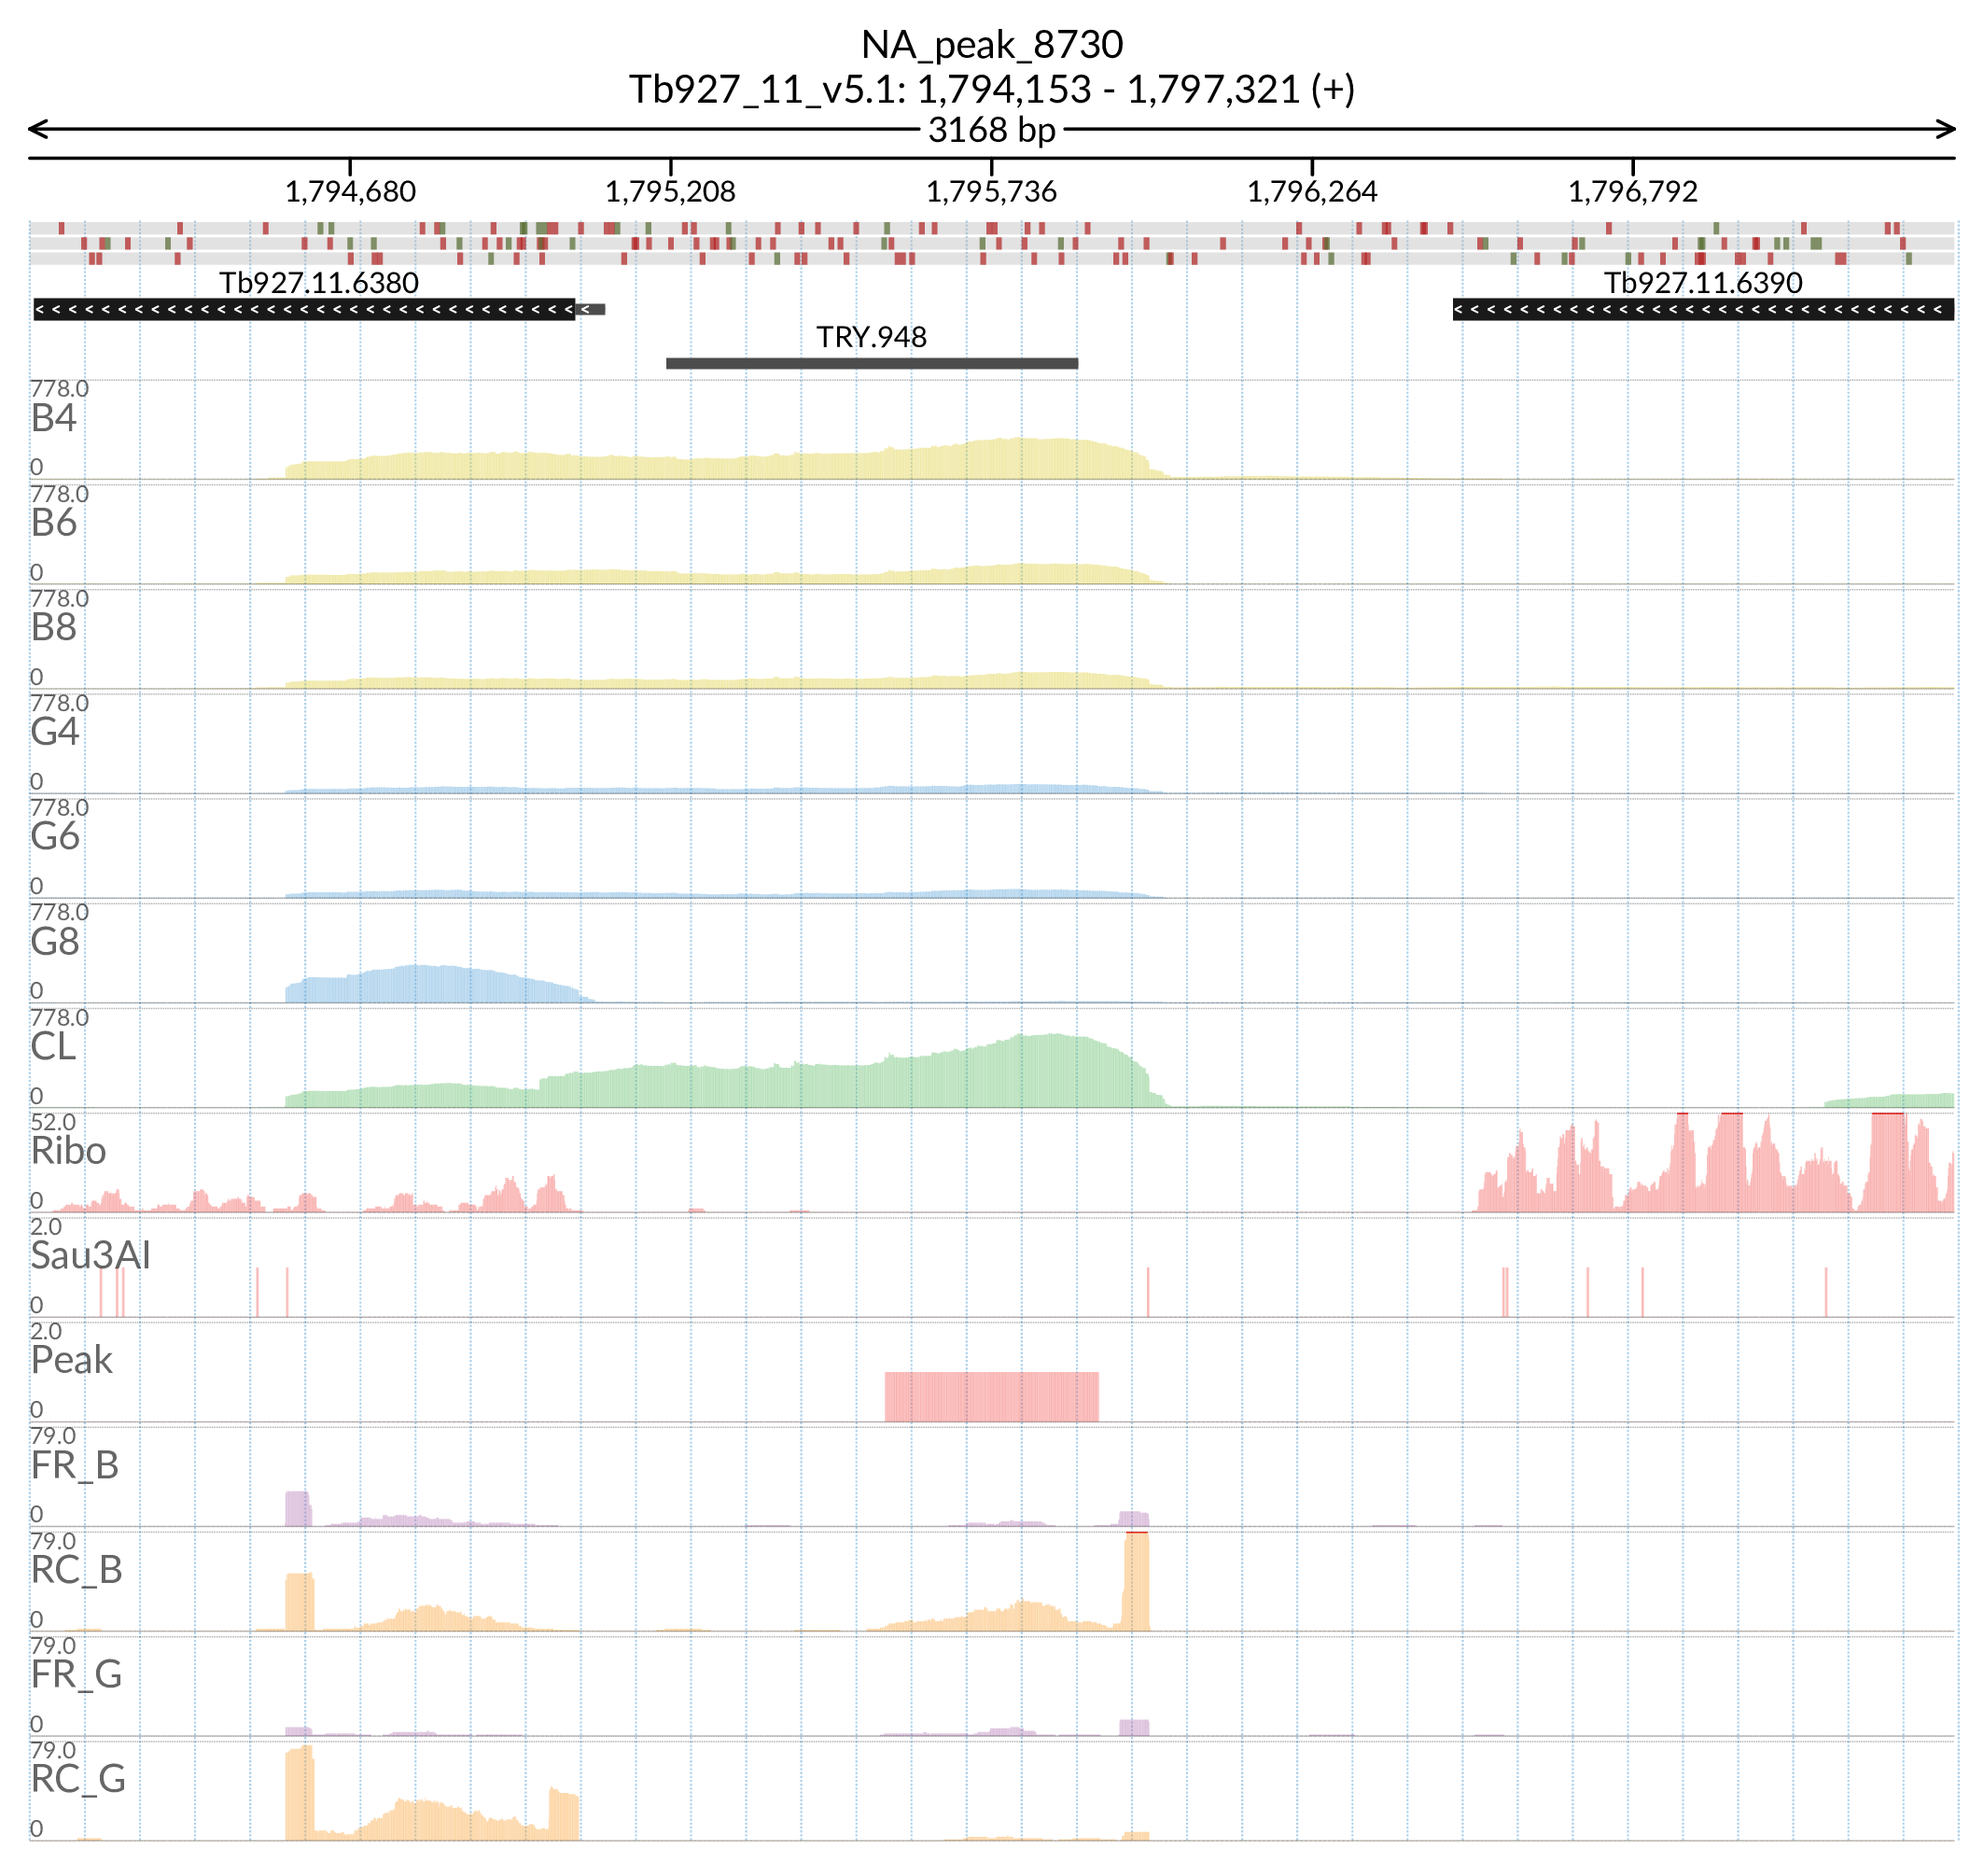 NA_peak_8730
Tb927_11_v5.1: 1,794,153 - 1,797,321 (+)
3168 bp
1,794,680 1,795,208 1,795,736 1,796,264 1,796,792
Tb927.11.6380 Tb927.11.6390
TRY.948
778.0
B4
0
778.0
B6
0
778.0
B8
0
778.0
G4
0
778.0
G6
0
778.0
G8
0
778.0
CL
0
52.0
Ribo
0
2.0
Sau3AI
0
2.0
Peak
0
79.0
FR_B
0
79.0
RC_B
0
79.0
FR_G
0
79.0
RC_G
0